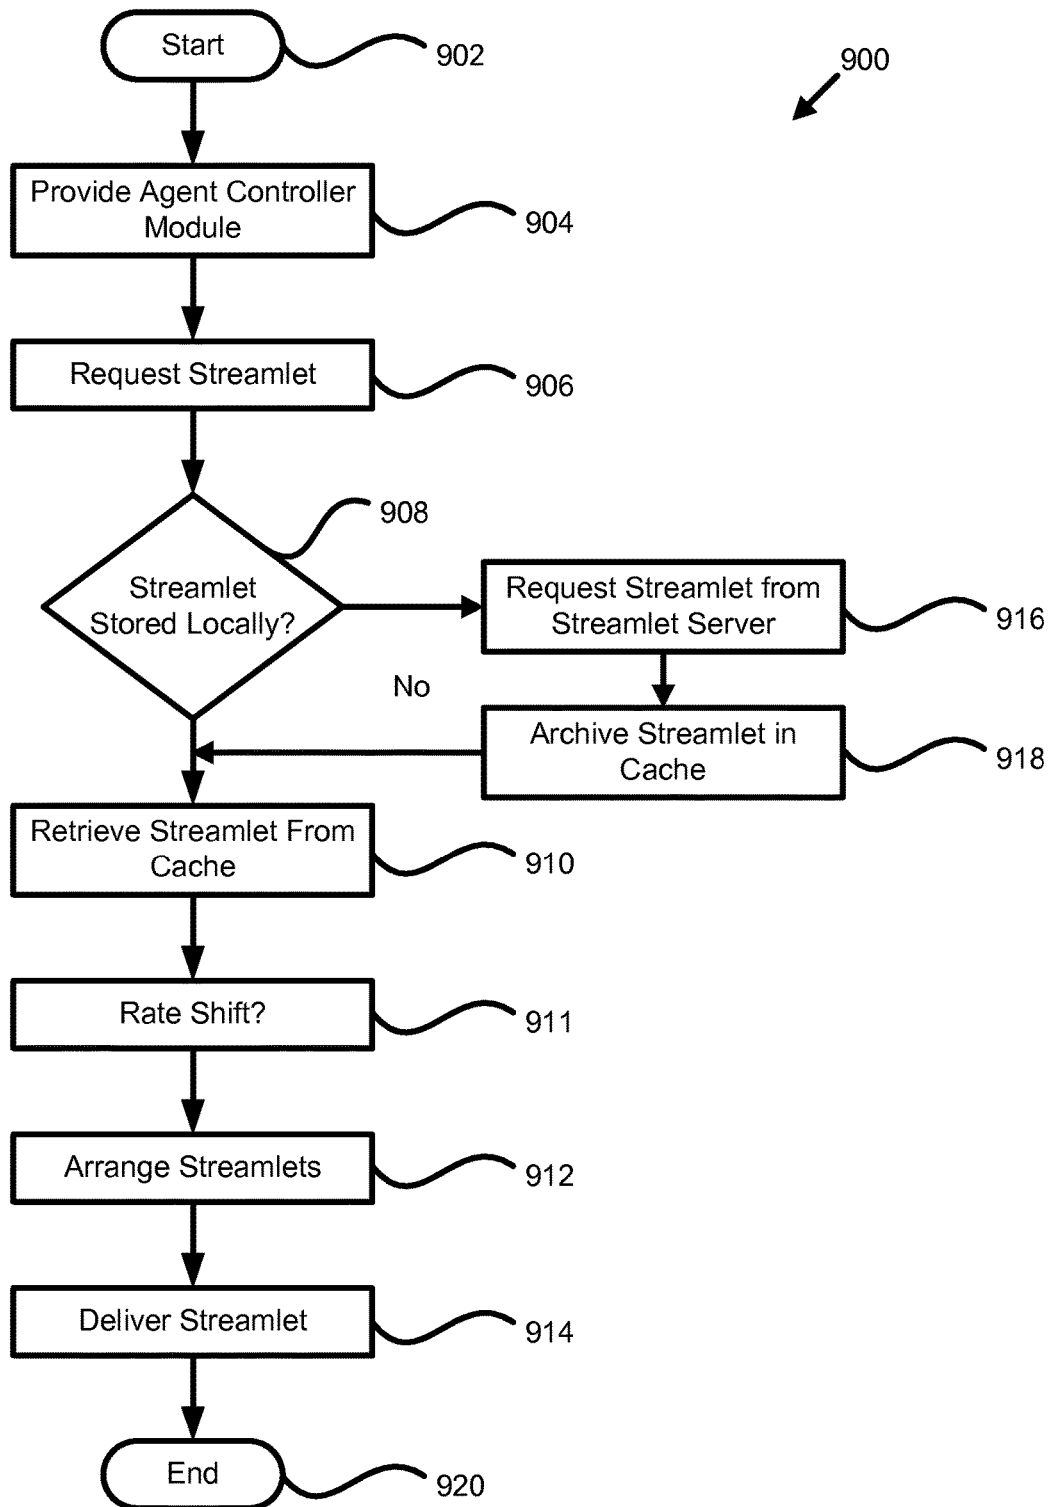 Start
902
900
Provide Agent Controller
Module
904
Request Streamlet
906
908
Streamlet
Stored Locally?
Request Streamlet from
Streamlet Server
916
No
Archive Streamlet in
Cache
918
Retrieve Streamlet From
Cache
910
Rate Shift?
911
Arrange Streamlets
912
Deliver Streamlet
914
End
920